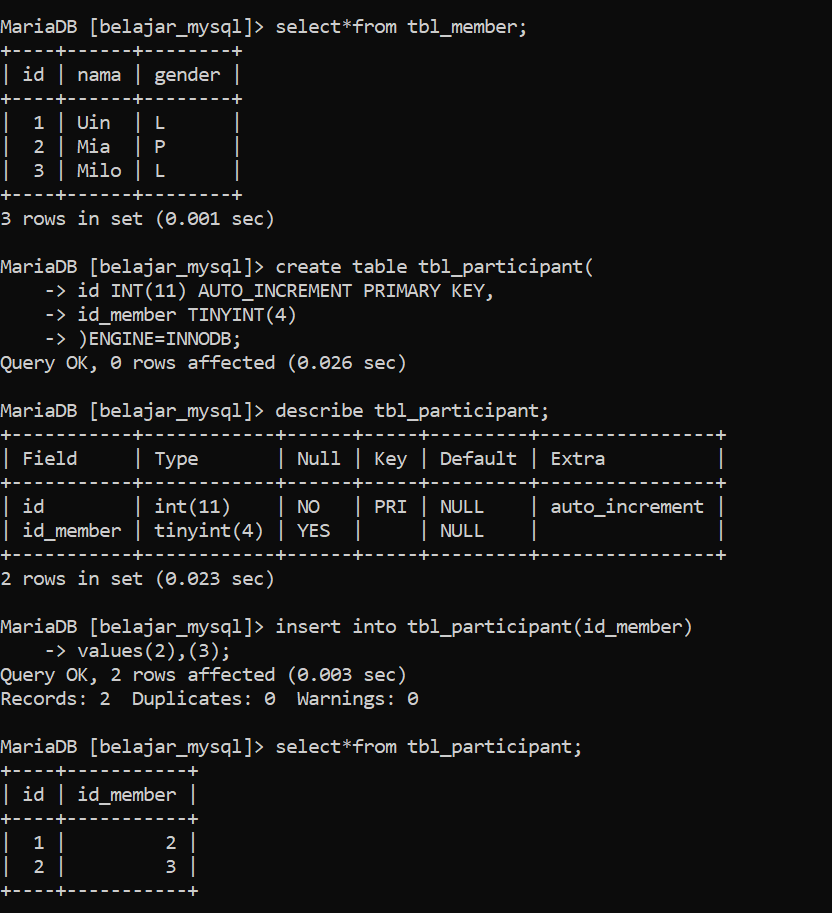 MariaDB [belajar_mysql]> select*from tbl_member;
+----+------+--------+
| id | nama | gender |
+----+------+--------+
|  1 | Uin  | L      |
|  2 | Mia  | P      |
|  3 | Milo | L      |
+----+------+--------+
3 rows in set (0.001 sec)

MariaDB [belajar_mysql]> create table tbl_participant(
    -> id INT(11) AUTO_INCREMENT PRIMARY KEY,
    -> id_member TINYINT(4)
    -> )ENGINE=INNODB;
Query OK, 0 rows affected (0.026 sec)

MariaDB [belajar_mysql]> describe tbl_participant;
+-----------+------------+------+-----+---------+----------------+
| Field     | Type       | Null | Key | Default | Extra          |
+-----------+------------+------+-----+---------+----------------+
| id        | int(11)    | NO   | PRI | NULL    | auto_increment |
| id_member | tinyint(4) | YES  |     | NULL    |                |
+-----------+------------+------+-----+---------+----------------+
2 rows in set (0.023 sec)

MariaDB [belajar_mysql]> insert into tbl_participant(id_member)
    -> values(2),(3);
Query OK, 2 rows affected (0.003 sec)
Records: 2  Duplicates: 0  Warnings: 0

MariaDB [belajar_mysql]> select*from tbl_participant;
+----+-----------+
| id | id_member |
+----+-----------+
|  1 |         2 |
|  2 |         3 |
+----+-----------+